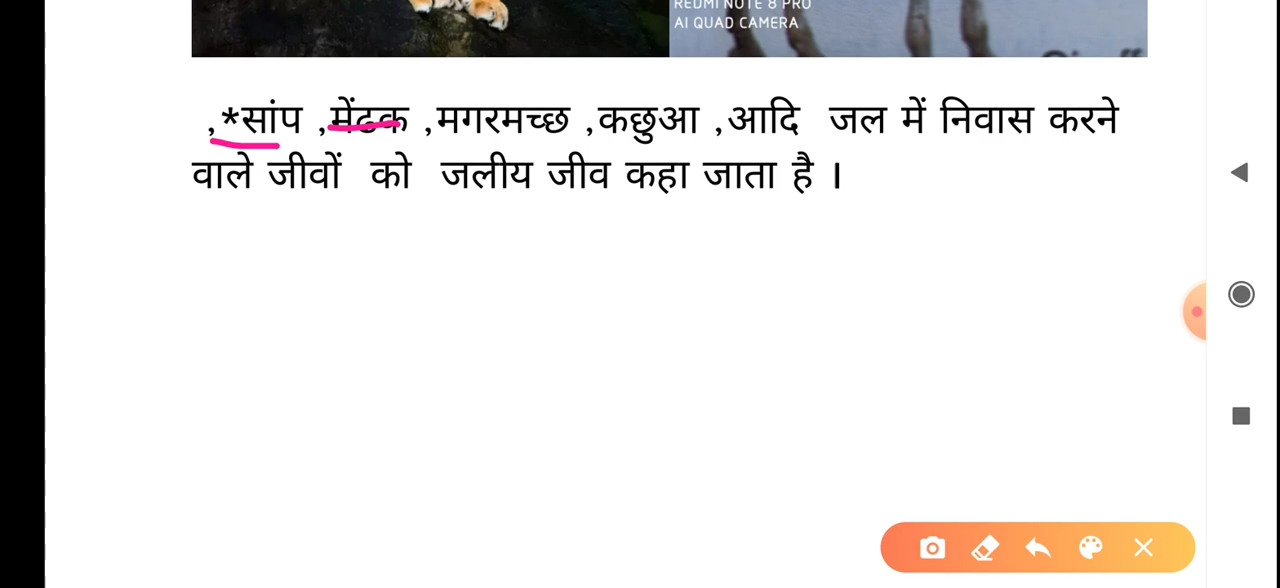 REDMI NOTE 8 PRO
AI QUAD CAMERA
,*सांप ,मेंढक ,मगरमच्छ ,कछुआ ,आदि जल में निवास करने
वाले जीवों को जलीय जीव कहा जाता है ।